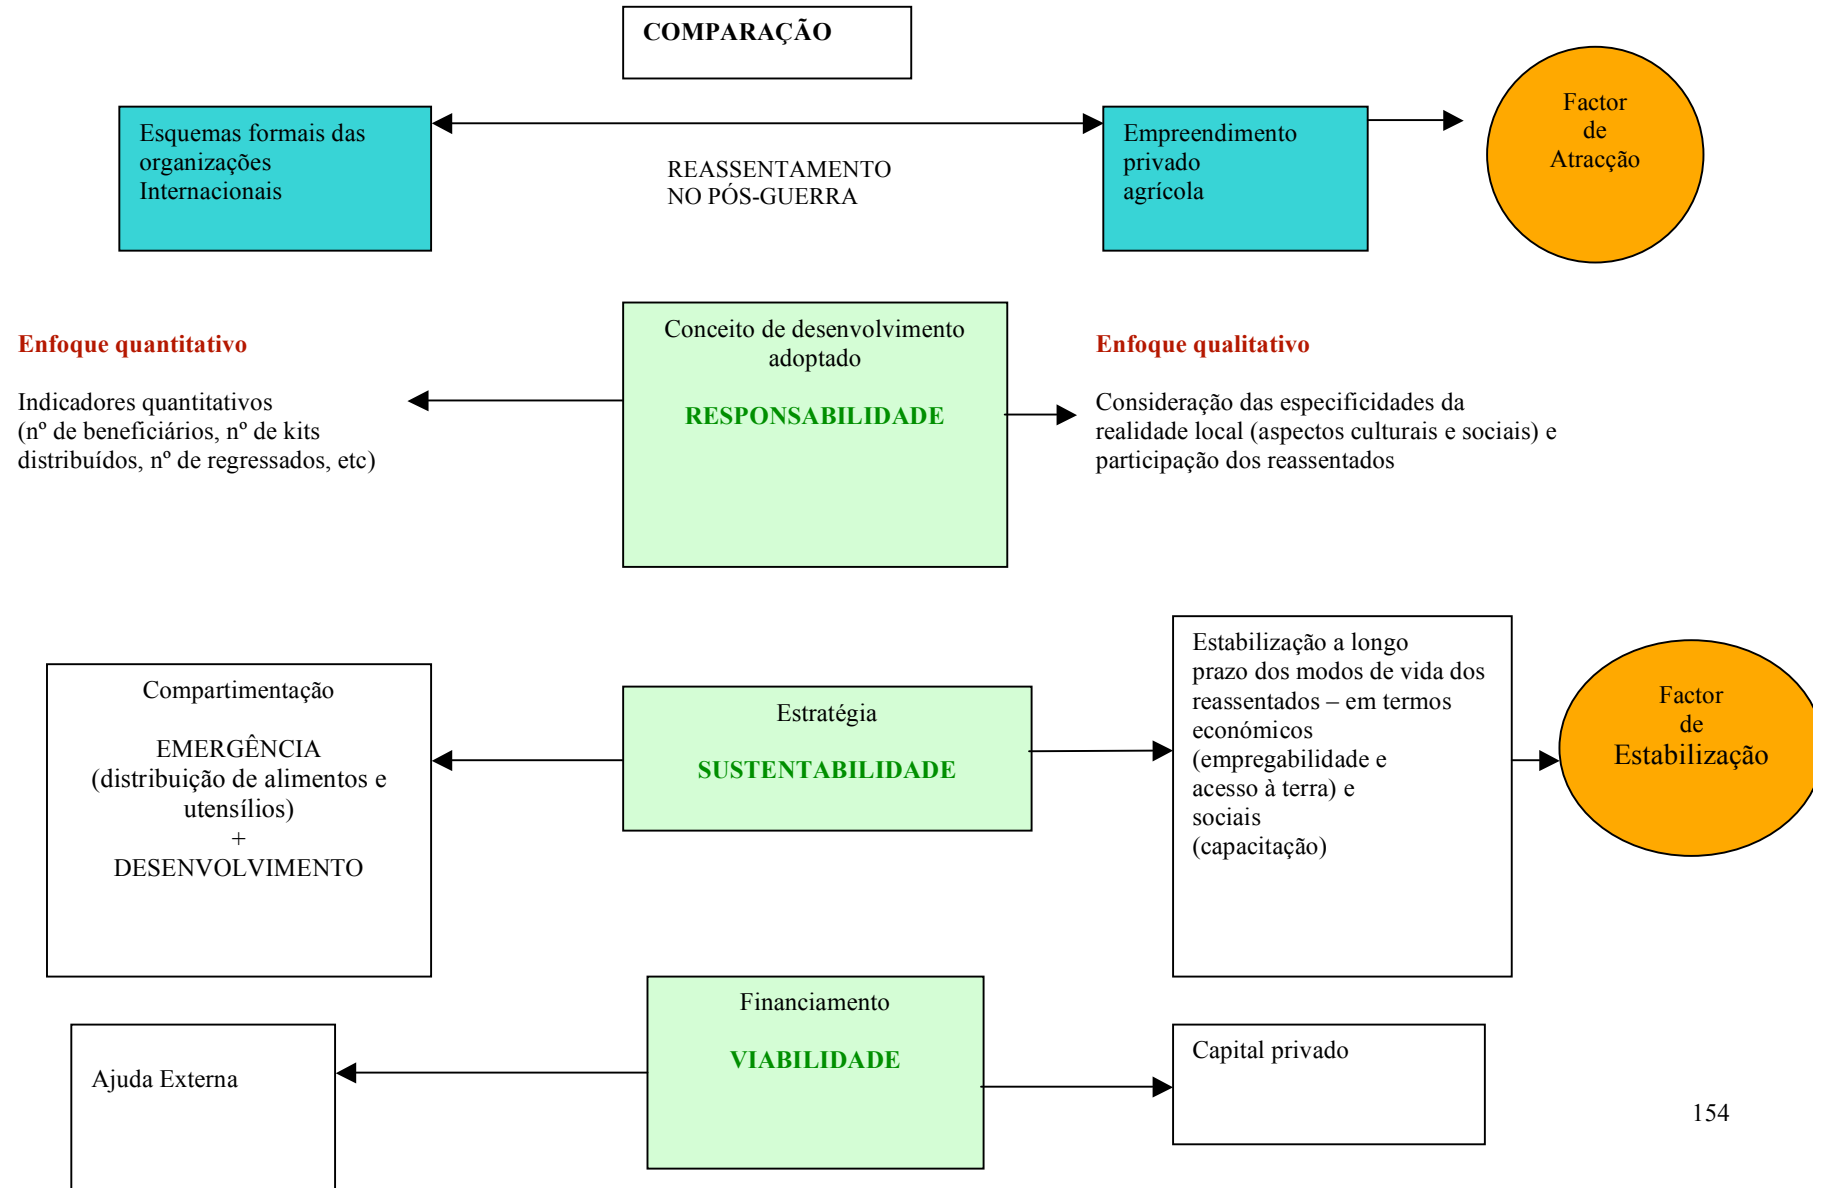 COMPARAÇÃO
Esquemas formais das
organizações
Internacionais
REASSENTAMENTO
NO PÓS-GUERRA
Empreendimento
privado
agrícola
Factor
de
Atracção
Enfoque quantitativo
Indicadores quantitativos
(nº de beneficiários, nº de kits
distribuídos, nº de regressados, etc)
Conceito de desenvolvimento
adoptado
RESPONSABILIDADE
Enfoque qualitativo
Consideração das especificidades da
realidade local (aspectos culturais e sociais) e
participação dos reassentados
Compartimentação
EMERGÊNCIA
(distribuição de alimentos e
utensílios)
+
DESENVOLVIMENTO
Estratégia
SUSTENTABILIDADE
Estabilização a longo
prazo dos modos de vida dos
reassentados – em termos
económicos
(empregabilidade e
acesso à terra) e
sociais
(capacitação)
Factor
de
Estabilização
Ajuda Externa
Financiamento
VIABILIDADE
Capital privado
154